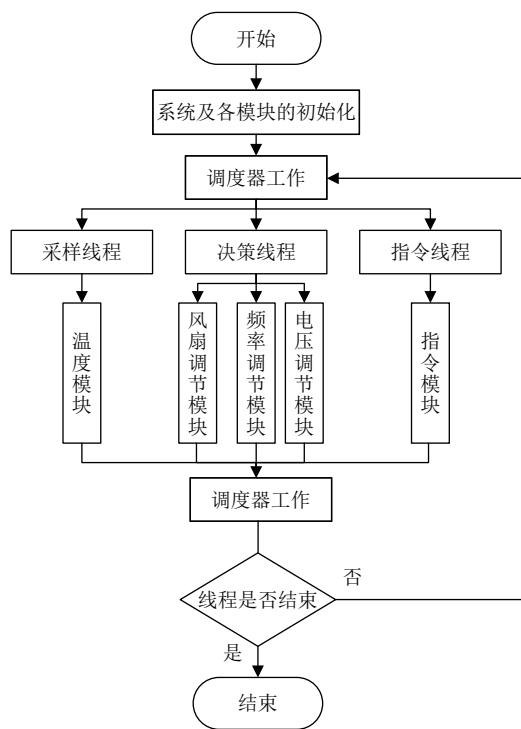 开始
系统及各模块的初始化
调度器工作
采样线程
决策线程
指令线程
温度模块
风扇调节模块
频率调节模块
电压调节模块
指令模块
调度器工作
线程是否结束
否
是
结束